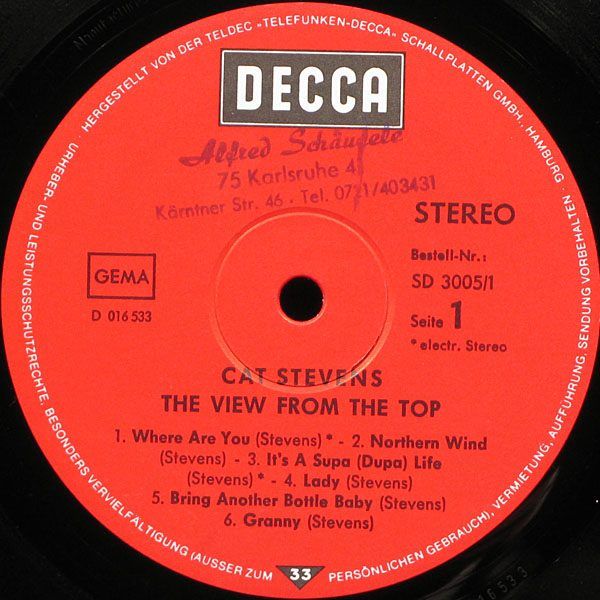 · URHEBER- UND LEISTUNGSSCHUTZRECHTE, BESONDERS VERVIELFÄLTIGUNG (AUSSER ZUM
· HERGESTELLT VON DER TELDEC »TELEFUNKEN-DECCA« SCHALLPLATTEN GMBH., HAMBURG ·
PERSÖNLICHEN GEBRAUCH), VERMIETUNG, AUFFÜHRUNG, SENDUNG VORBEHALTEN ·
DECCA
Alfred Schäufele
75 Karlsruhe 41
Kärntner Str. 46 · Tel. 0721/403431
STEREO
GEMA
D 016 533
Bestell-Nr.:
SD 3005/1
Seite 1
* electr. Stereo
CAT STEVENS
THE VIEW FROM THE TOP
1. Where Are You (Stevens) * - 2. Northern Wind
(Stevens) - 3. It's A Supa (Dupa) Life
(Stevens) * - 4. Lady (Stevens)
5. Bring Another Bottle Baby (Stevens)
6. Granny (Stevens)
33